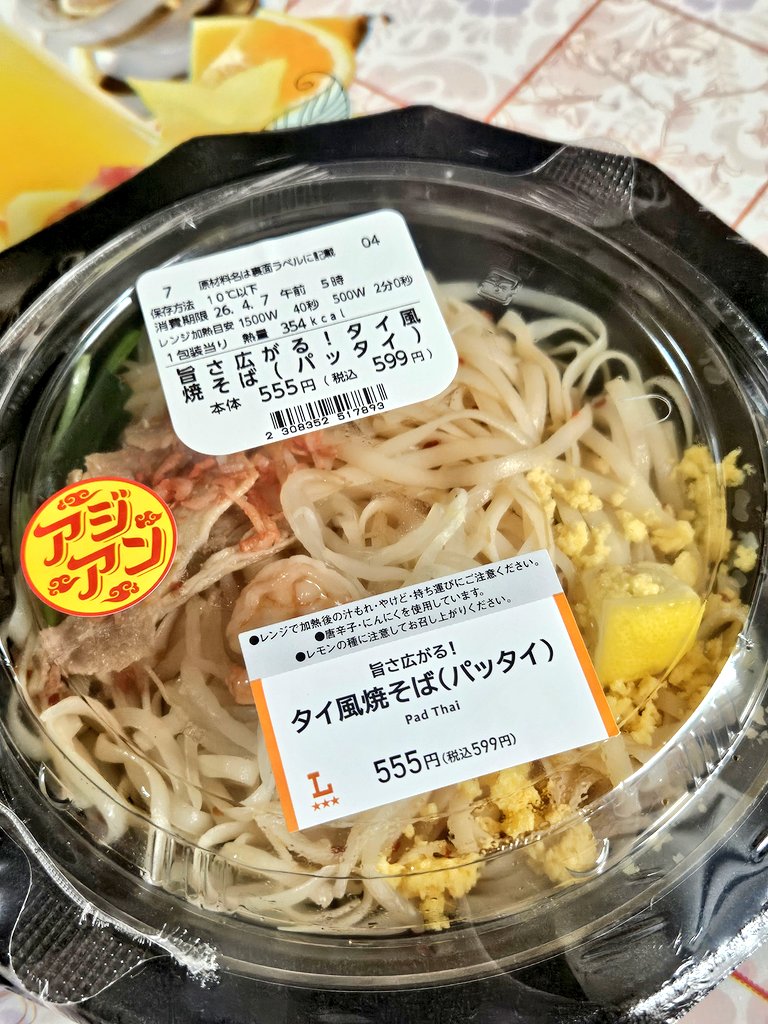 7 原材料名は裏面ラベルに記載 04
保存方法 10℃以下
消費期限 26.4.7 午前 5時
レンジ加熱目安 1500W 40秒 500W 2分0秒
1包装当り 熱量 354kcal
旨さ広がる!タイ風
焼そば(パッタイ)
本体 555円(税込 599円)
2 308352 517893
アジ
アン
●レンジで加熱後の汁もれ・やけど・持ち運びにご注意ください。
●唐辛子・にんにくを使用しています。
●レモンの種に注意してお召し上がりください。
旨さ広がる!
タイ風焼そば(パッタイ)
Pad Thai
555円(税込599円)
L
★★★